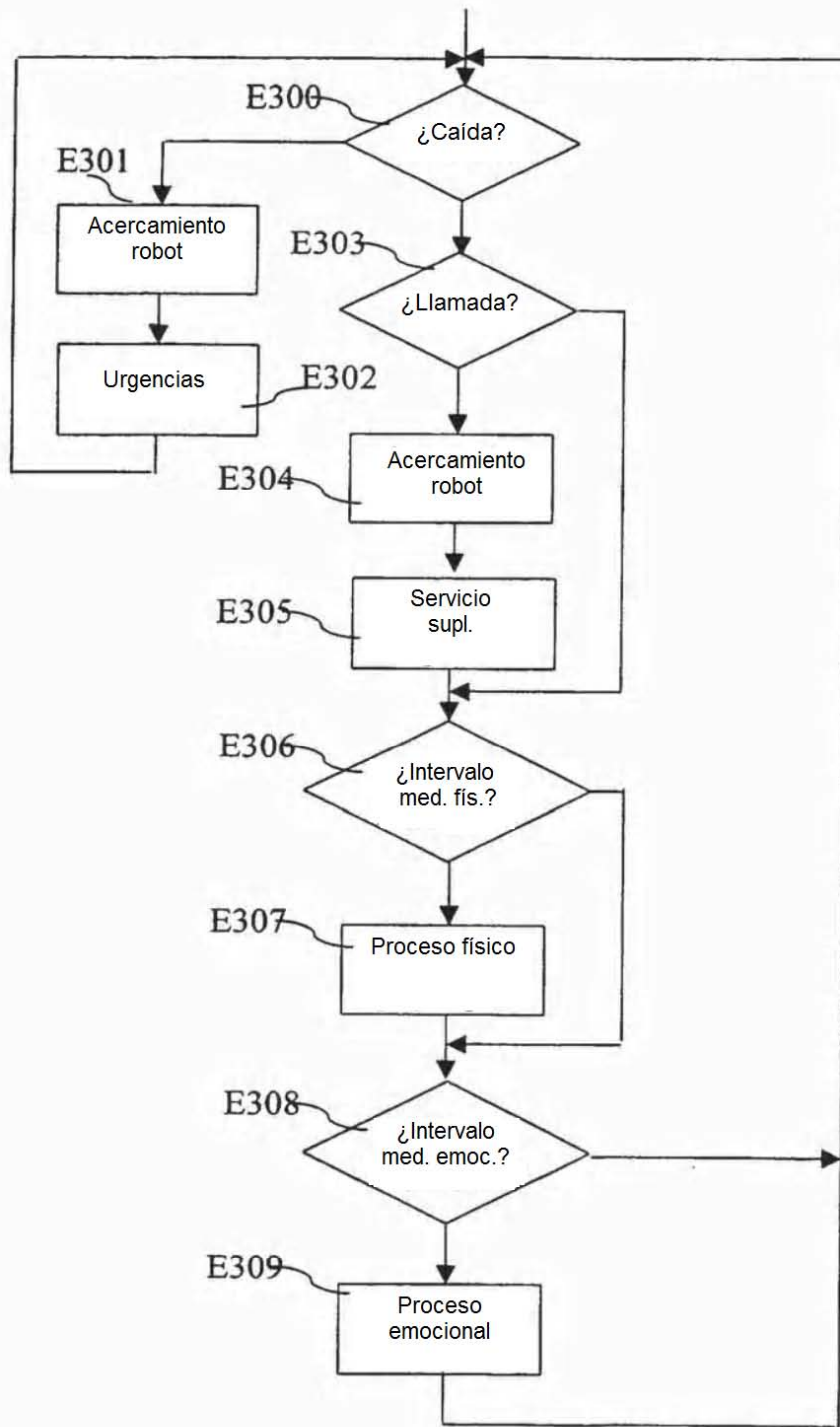 E300
¿Caída?
E301
Acercamiento
robot
E303
¿Llamada?
Urgencias
E302
Acercamiento
robot
E304
Servicio
supl.
E305
E306
¿Intervalo
med. fís.?
E307
Proceso físico
E308
¿Intervalo
med. emoc.?
E309
Proceso
emocional